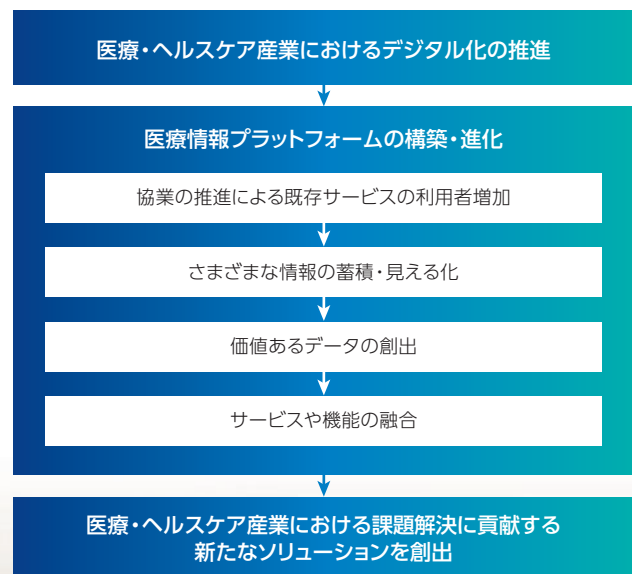 医療・ヘルスケア産業におけるデジタル化の推進
医療情報プラットフォームの構築・進化
協業の推進による既存サービスの利用者増加
さまざまな情報の蓄積・見える化
価値あるデータの創出
サービスや機能の融合
医療・ヘルスケア産業における課題解決に貢献する
新たなソリューションを創出